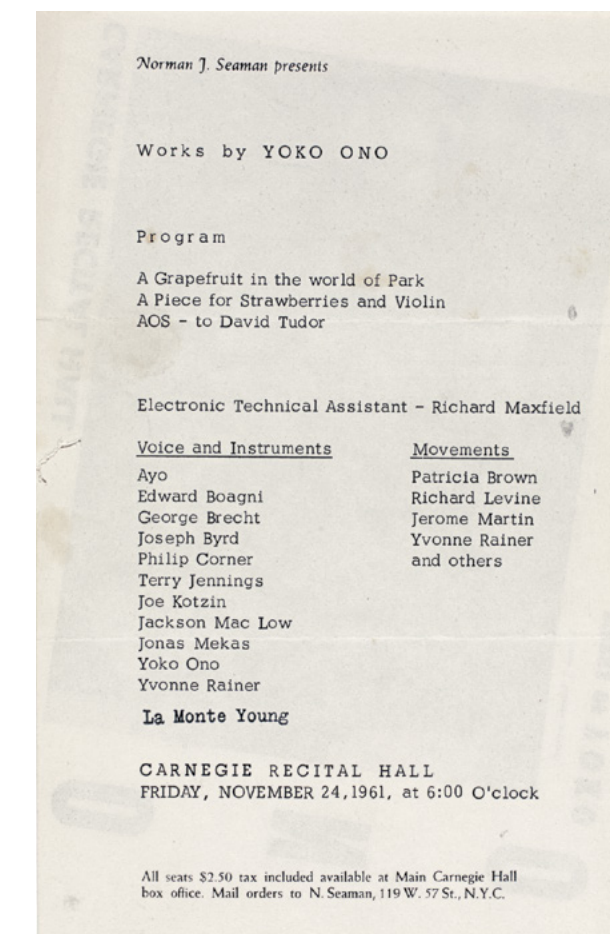 Norman J. Seaman presents
Works by YOKO ONO
Program
A Grapefruit in the world of Park
A Piece for Strawberries and Violin
AOS - to David Tudor
Electronic Technical Assistant - Richard Maxfield
Voice and Instruments
Ayo
Edward Boagni
George Brecht
Joseph Byrd
Philip Corner
Terry Jennings
Joe Kotzin
Jackson Mac Low
Jonas Mekas
Yoko Ono
Yvonne Rainer
La Monte Young
Movements
Patricia Brown
Richard Levine
Jerome Martin
Yvonne Rainer
and others
CARNEGIE RECITAL HALL
FRIDAY, NOVEMBER 24,1961, at 6:00 O'clock
All seats $2.50 tax included available at Main Carnegie Hall
box office. Mail orders to N. Seaman, 119 W. 57 St., N.Y.C.